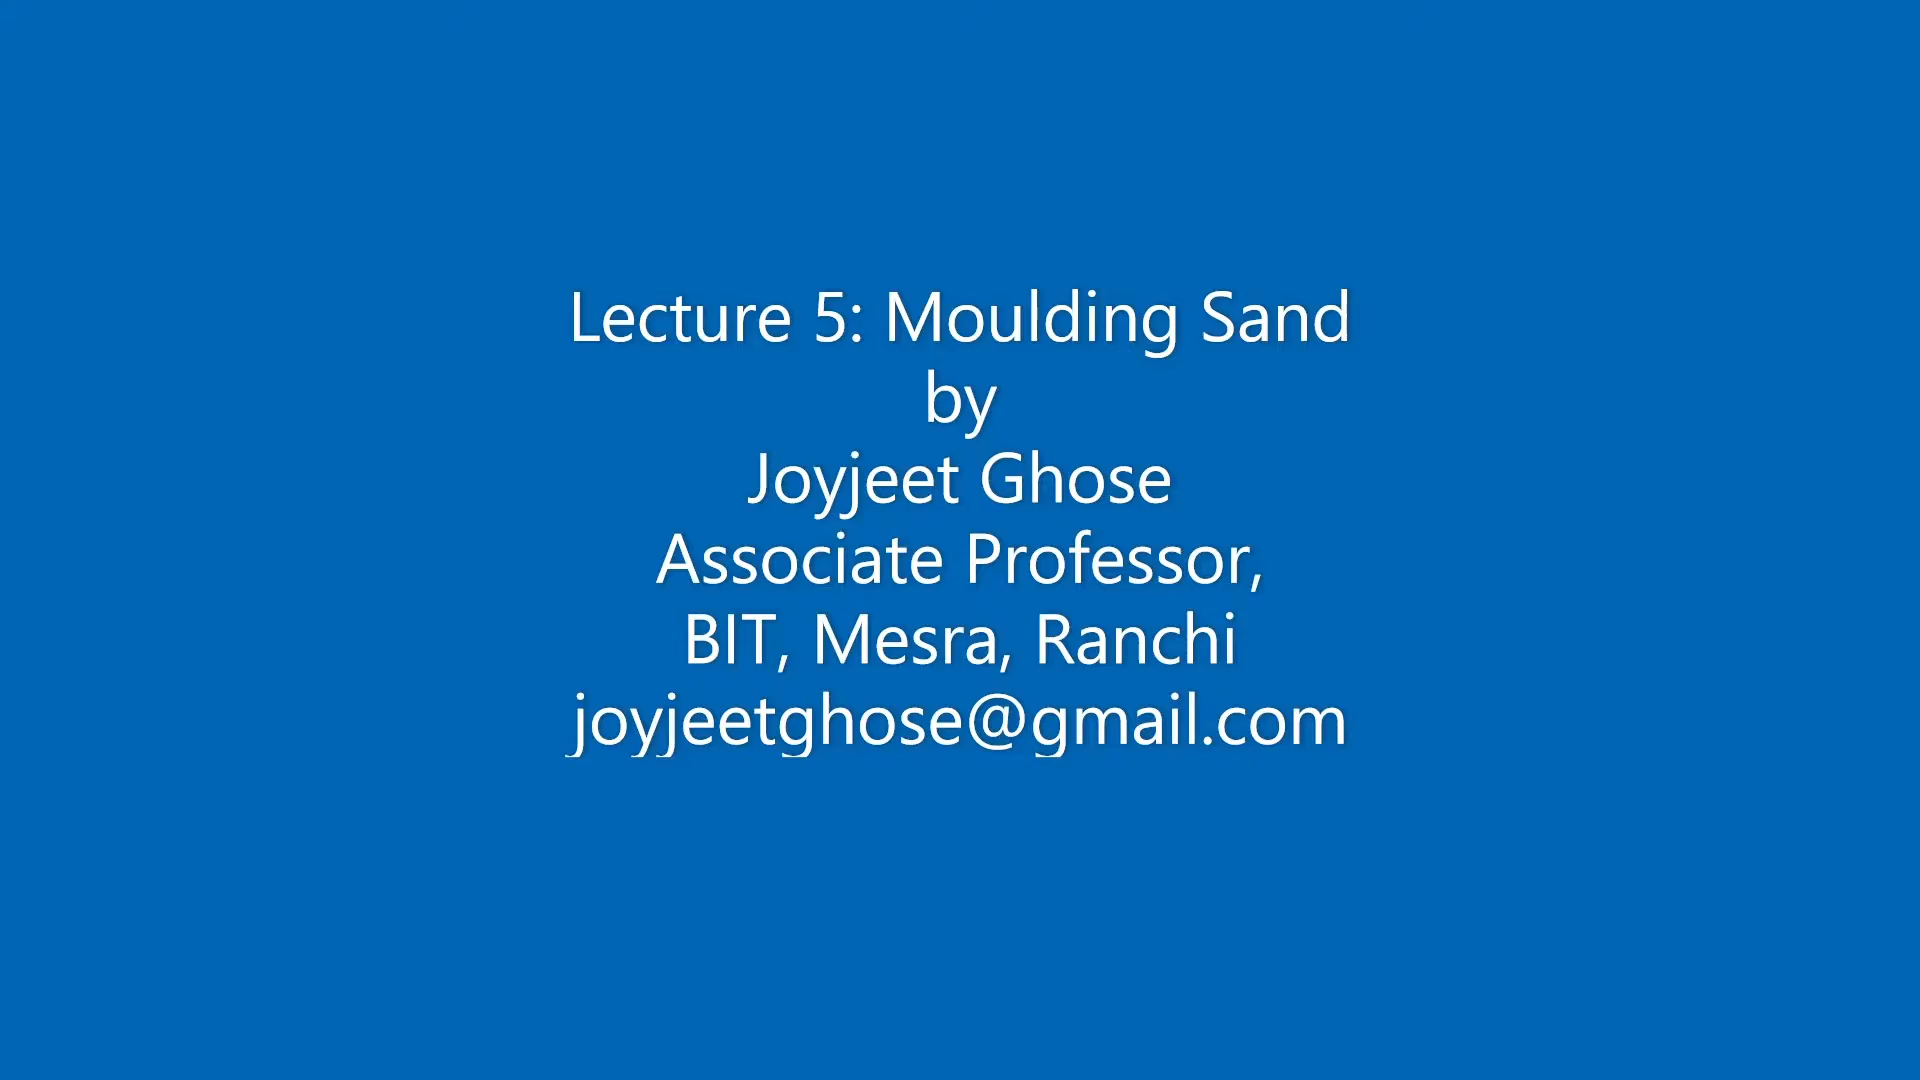 Lecture 5: Moulding Sand
by
Joyjeet Ghose
Associate Professor,
BIT, Mesra, Ranchi
joyjeetghose@gmail.com